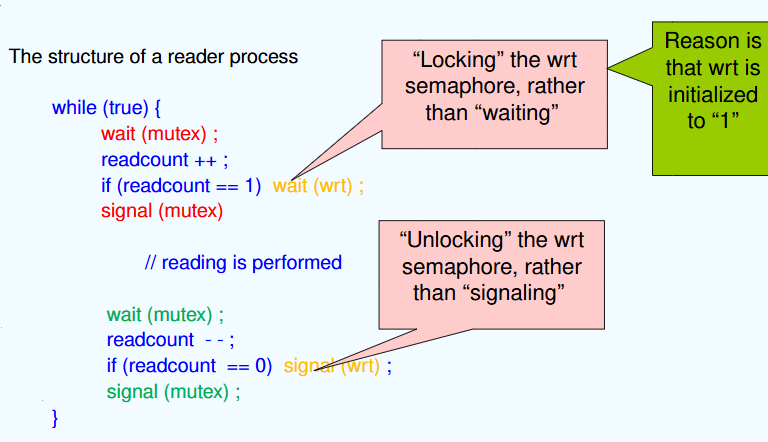 The structure of a reader process
while (true) {
wait (mutex) ;
readcount ++ ;
if (readcount == 1) wait (wrt) ;
signal (mutex)
// reading is performed
wait (mutex) ;
readcount - - ;
if (readcount == 0) signal (wrt) ;
signal (mutex) ;
}
“Locking” the wrt
semaphore, rather
than “waiting”
Reason is
that wrt is
initialized
to “1”
“Unlocking” the wrt
semaphore, rather
than “signaling”